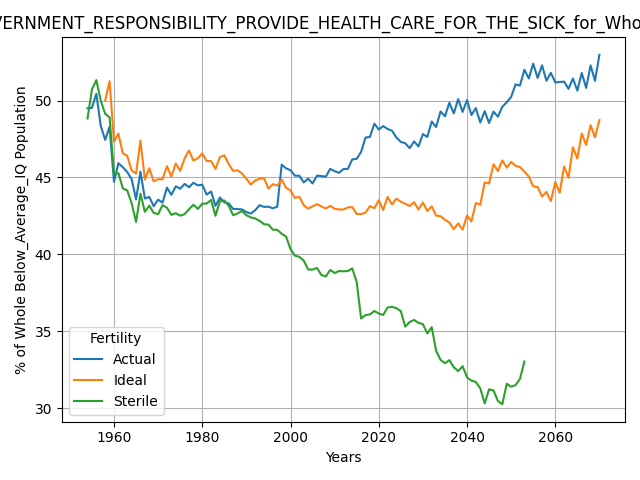 VERNMENT_RESPONSIBILITY_PROVIDE_HEALTH_CARE_FOR_THE_SICK_for_Who
% of Whole Below_Average_IQ Population
50
45
40
35
30
Fertility
Actual
Ideal
Sterile
1960 1980 2000 2020 2040 2060
Years